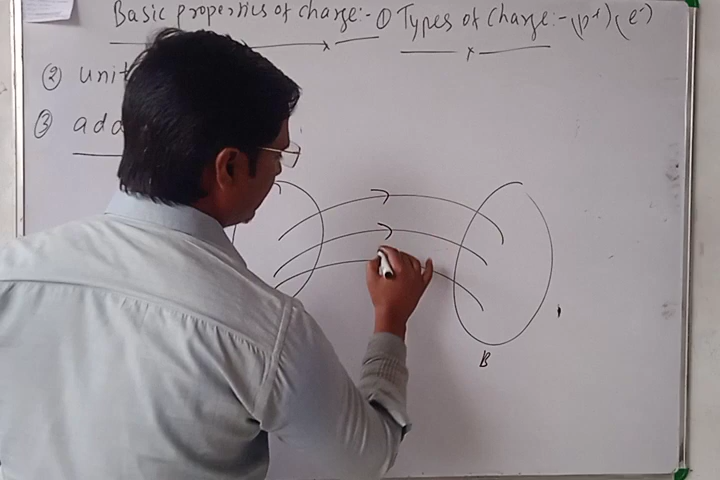 Basic properties of charge:- ① Types of Charge:- (p⁺) (e⁻)
② unit
③ add
B